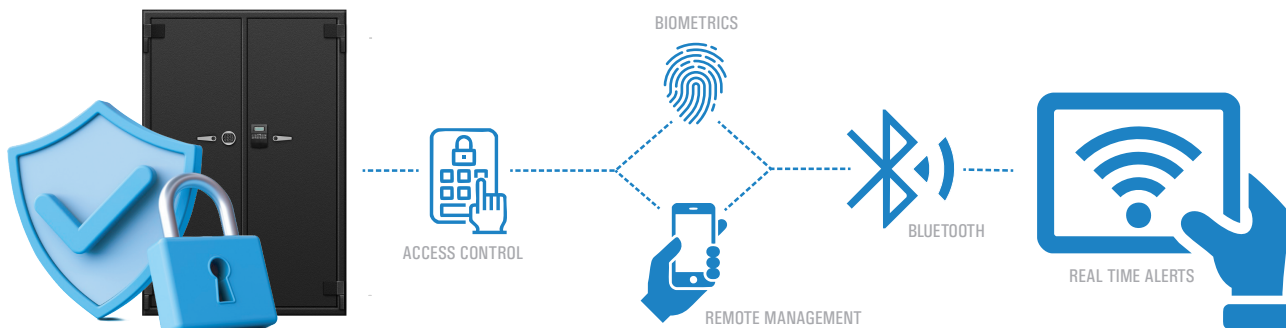 BIOMETRICS
ACCESS CONTROL
BLUETOOTH
REAL TIME ALERTS
REMOTE MANAGEMENT